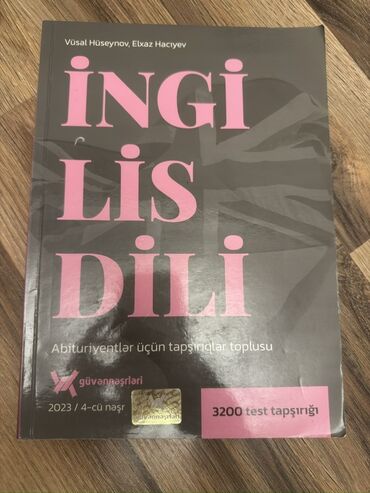 Vüsal Hüseynov, Elxaz Hacıyev
İNGİ
LİS
DİLİ
Abituriyentlər üçün tapşırıqlar toplusu
güvənnəşrləri
2023 / 4-cü nəşr
güvənnəşrləri
3200 test tapşırığı